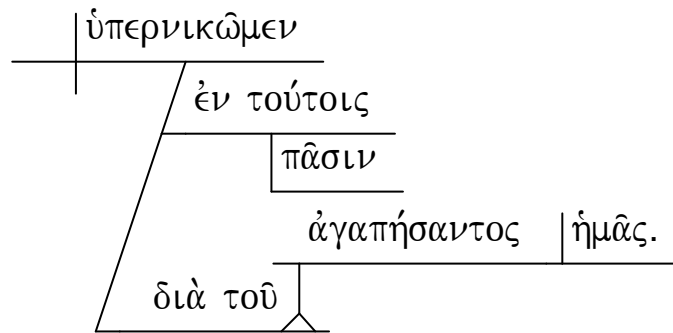 ὑπερνικῶμεν
ἐν τούτοις
πᾶσιν
ἀγαπήσαντος ἡμᾶς.
διὰ τοῦ